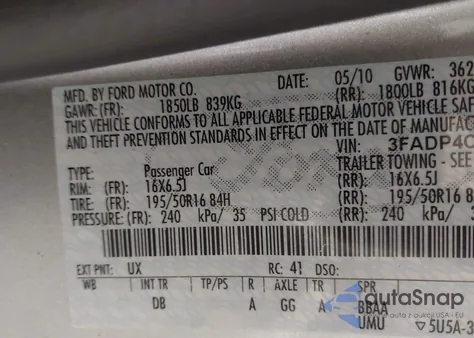 MFD. BY FORD MOTOR CO. DATE: 05/10 GVWR: 362
GAWR: (FR): 1850LB 839KG (RR): 1800LB 816KG
THIS VEHICLE CONFORMS TO ALL APPLICABLE FEDERAL MOTOR VEHICLE SA
AND THEFT PREVENTION STANDARDS IN EFFECT ON THE DATE OF MANUFAC
VIN: 3FADP4C
TYPE: Passenger Car TRAILER TOWING - SEE
RIM: (FR): 16X6.5J (RR): 16X6.5J
TIRE: (FR): 195/50R16 84H (RR): 195/50R16
PRESSURE: (FR): 240 kPa/ 35 PSI COLD (RR): 240 kPa/
EXT PNT: UX RC: 41 DSO:
WB INT TR TP/PS R AXLE TR SPR
DB A GG A BBAA
UMU ▽5U5A-3
autoSnap